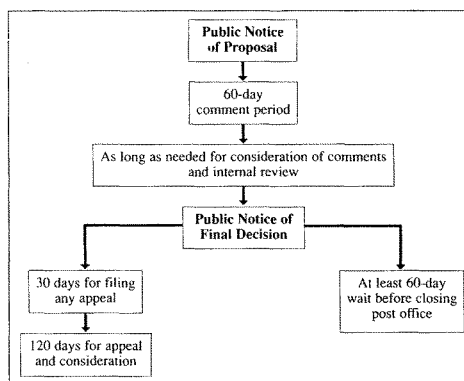 Public Notice
of Proposal
60-day
comment period
As long as needed for consideration of comments
and internal review
Public Notice of
Final Decision
30 days for filing
any appeal
At least 60-day
wait before closing
post office
120 days for appeal
and consideration